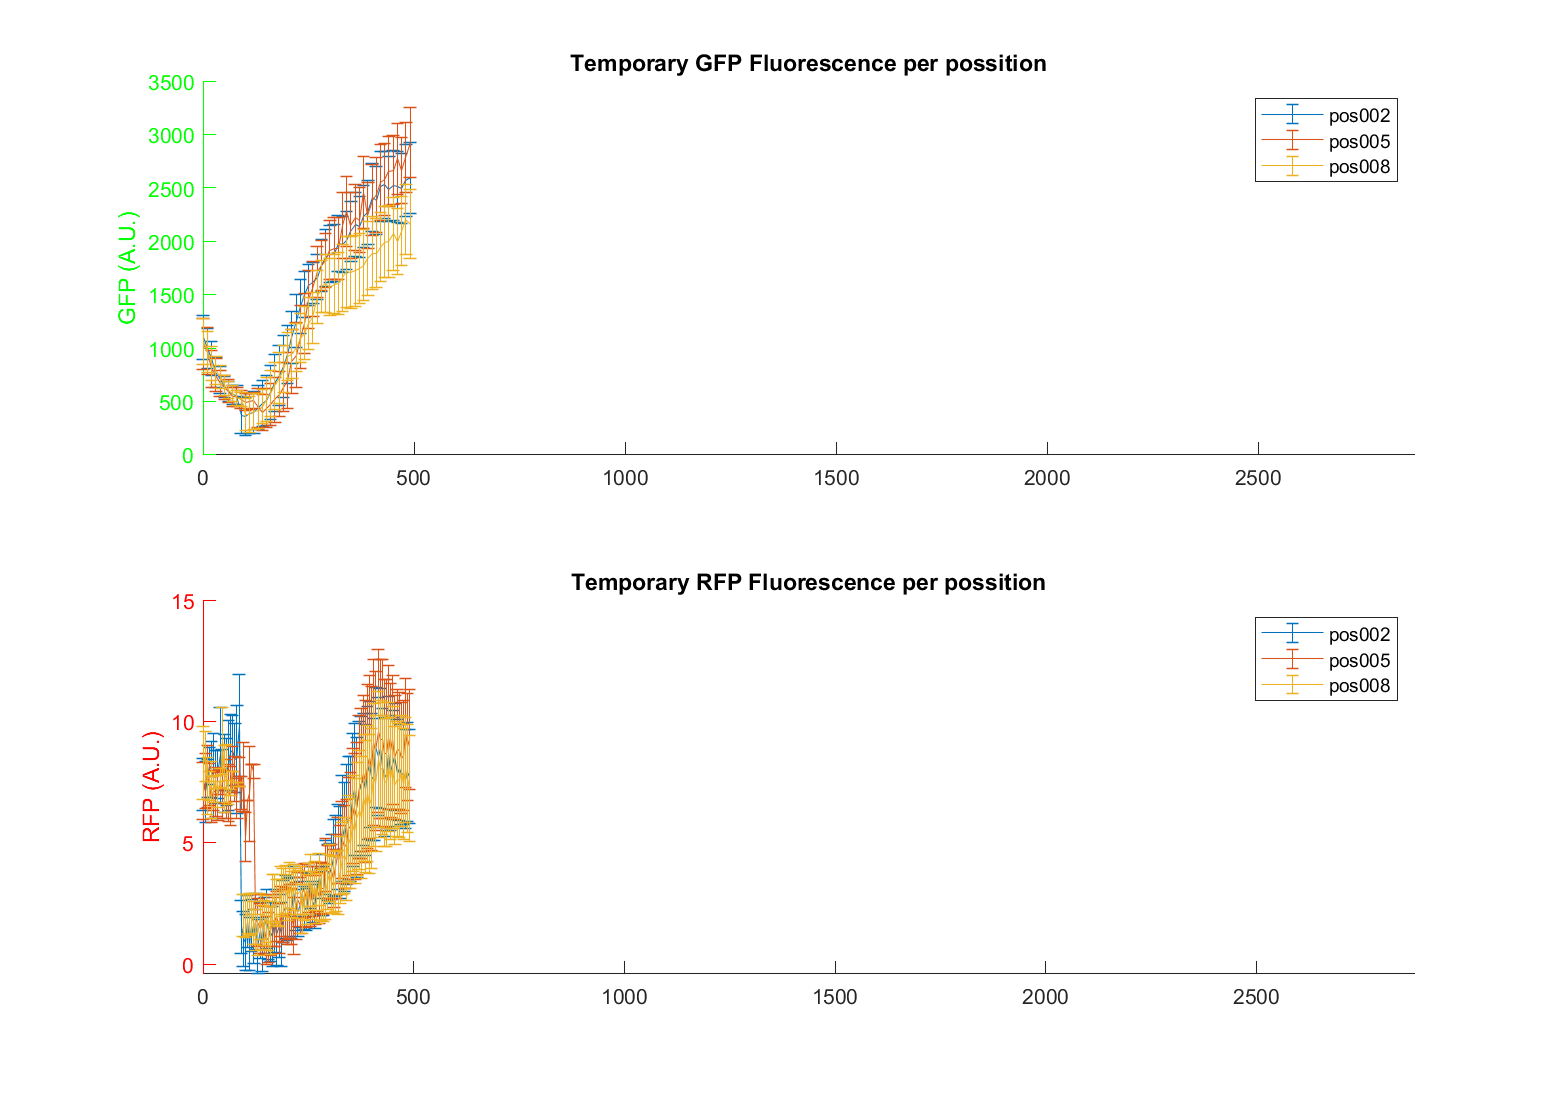 Temporary GFP Fluorescence per possition
3500
3000
2500
2000
1500
1000
500
0
GFP (A.U.)
pos002
pos005
pos008
0 500 1000 1500 2000 2500
Temporary RFP Fluorescence per possition
15
10
5
0
RFP (A.U.)
pos002
pos005
pos008
0 500 1000 1500 2000 2500